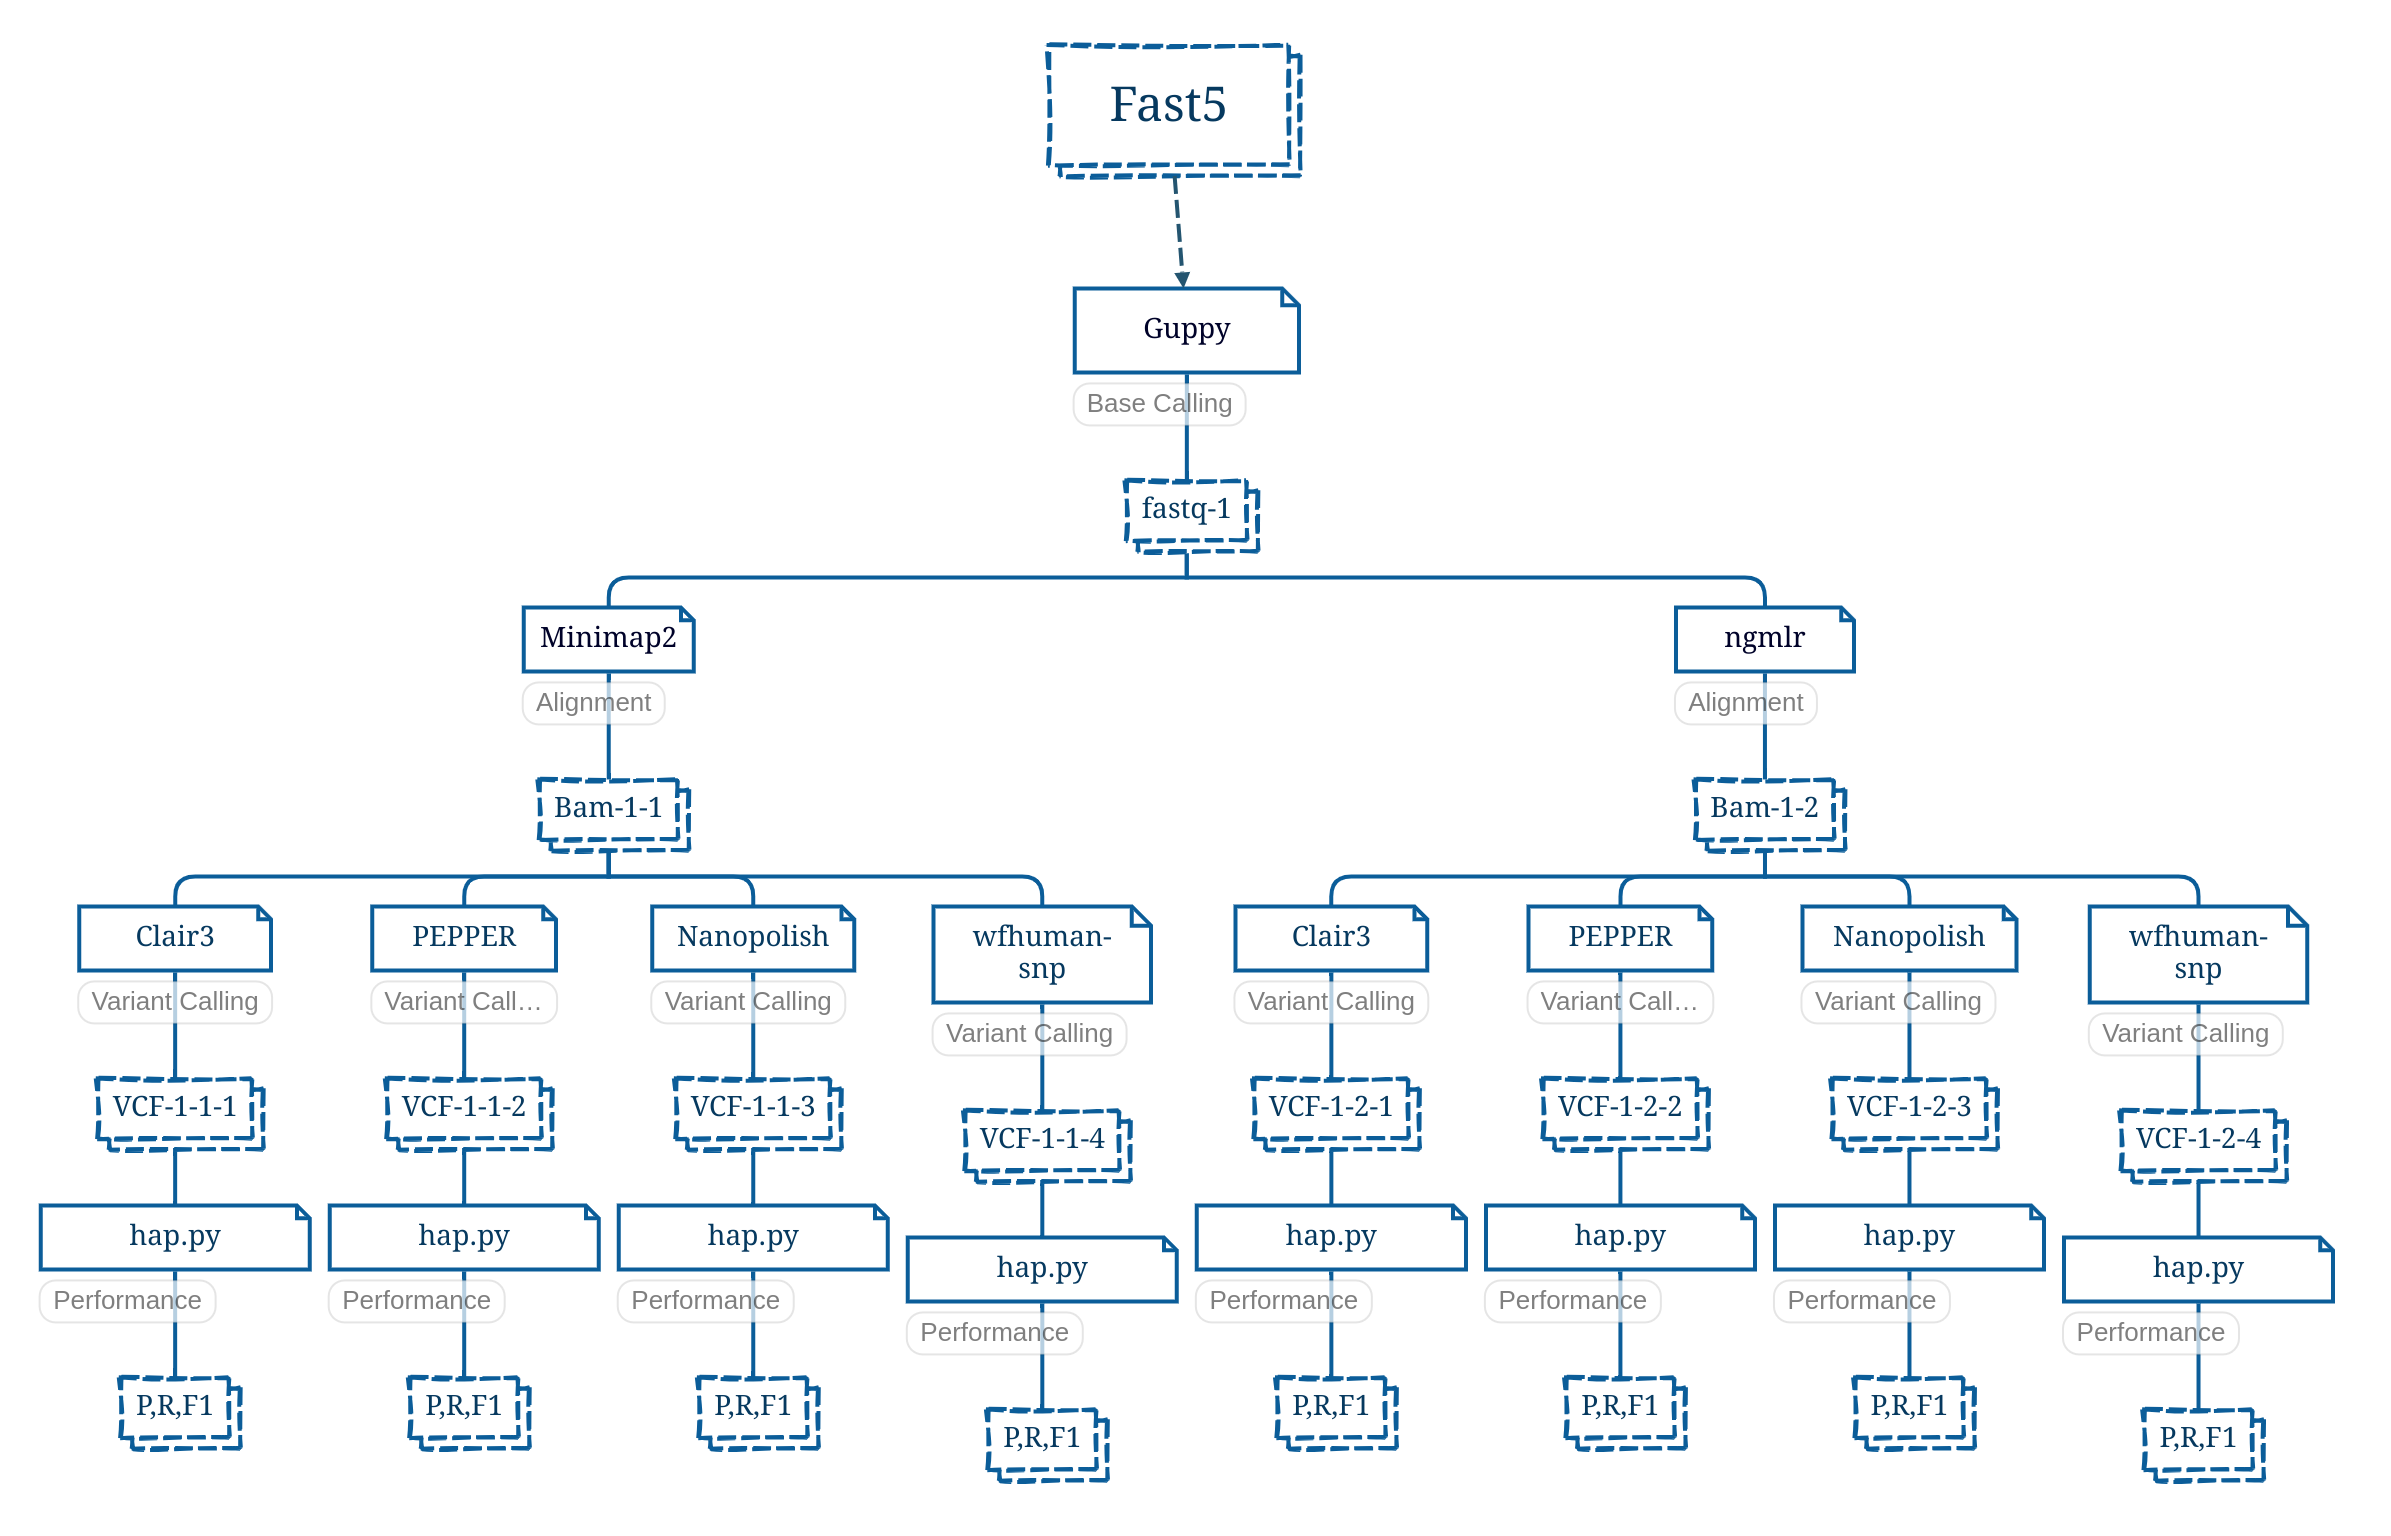 Fast5
Guppy
Base Calling
fastq-1
Minimap2
ngmlr
Alignment
Alignment
Bam-1-1
Bam-1-2
Clair3
PEPPER
Nanopolish
wfhuman-
snp
Clair3
PEPPER
Nanopolish
wfhuman-
snp
Variant Calling
Variant Call…
Variant Calling
Variant Calling
Variant Calling
Variant Call…
Variant Calling
Variant Calling
VCF-1-1-1
VCF-1-1-2
VCF-1-1-3
VCF-1-1-4
VCF-1-2-1
VCF-1-2-2
VCF-1-2-3
VCF-1-2-4
hap.py
hap.py
hap.py
hap.py
hap.py
hap.py
hap.py
hap.py
Performance
Performance
Performance
Performance
Performance
Performance
Performance
Performance
P,R,F1
P,R,F1
P,R,F1
P,R,F1
P,R,F1
P,R,F1
P,R,F1
P,R,F1